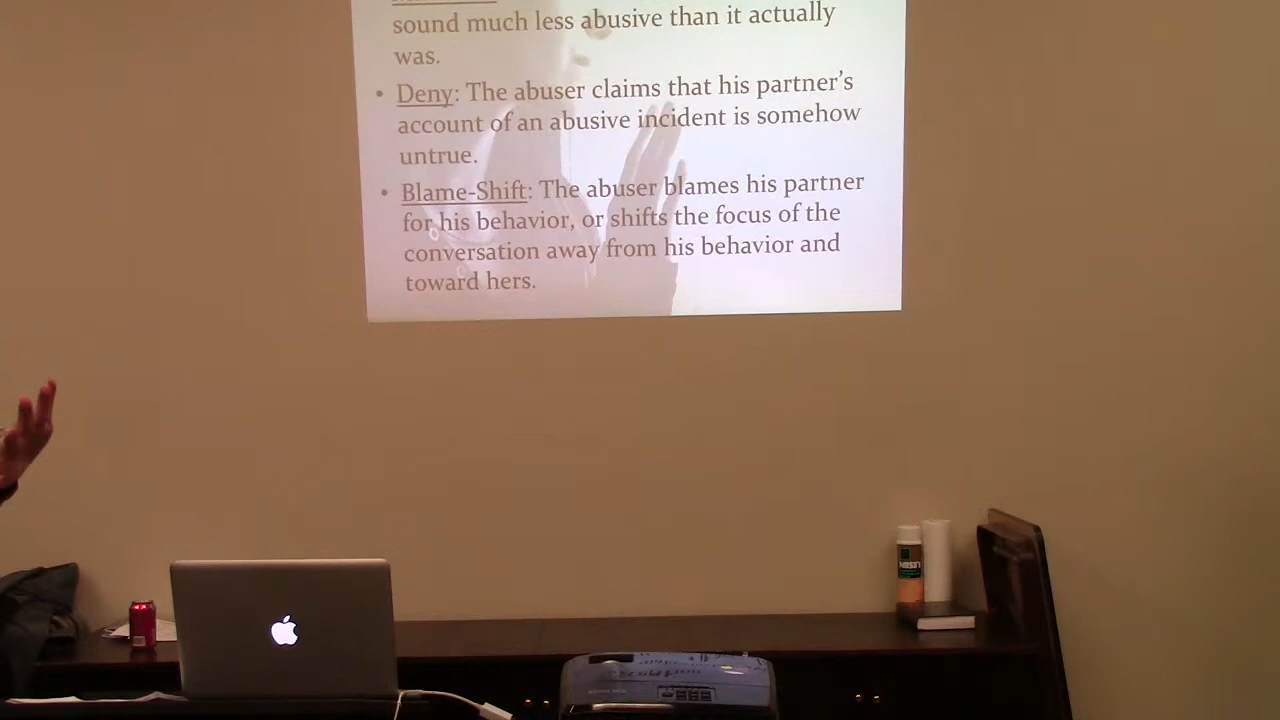 sound much less abusive than it actually
was.
• Deny: The abuser claims that his partner’s
account of an abusive incident is somehow
untrue.
• Blame-Shift: The abuser blames his partner
for his behavior, or shifts the focus of the
conversation away from his behavior and
toward hers.